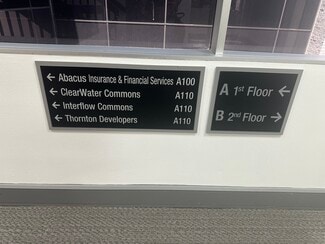 ← Abacus Insurance & Financial Services A100
← ClearWater Commons A110
← Interflow Commons A110
← Thornton Developers A110
A 1st Floor ←
B 2nd Floor →